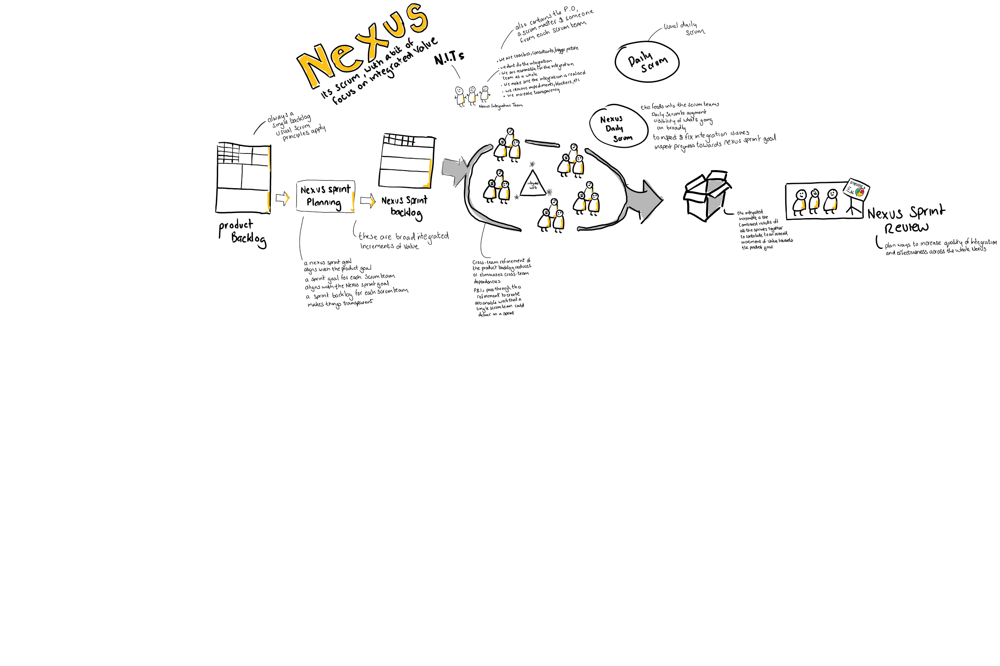 Nexus
Its scrum, with a bit of
focus on integrated value
N.I.Ts
also contains the P.O,
a scrum master & someone
from each scrum team
• we are coaches, consultants, bigger picture
• we dont do the integration
• we are responsible for the integration
team as a whole
• we make sure the integration is realised
• we remove impediments, blockers, etc
• we increase transparency
Nexus Integration Team
Usual daily
scrum
Daily
Scrum
Nexus
Daily
Scrum
this feeds into the scrum teams
Daily Scrum to augment
visibility of whats going
on broadly
to inspect & fix integration issues
inspect progress towards nexus sprint goal
always a
single backlog
usual scrum
principles apply
product
Backlog
Nexus sprint
Planning
a nexus sprint goal
aligns with the product goal
a sprint goal for each Scrum team
aligns with the Nexus sprint goal
a sprint backlog for each scrum team
makes things transparent
Nexus Sprint
backlog
these are broad integrated
increments of value
integrated
work
Cross-team refinement of
the product backlog reduces
or eliminates cross-team
dependencies
P.B.I.s pass through this
refinement to create
actionable work that a
single scrum team could
deliver in a sprint
the integrated
increment is the
combined results off
all the sprints together
to contribute to an overall
increment of value towards
the product goal
STATISTICS
Nexus Sprint
Review
plan ways to increase quality of integration
and effectiveness across the whole Nexus